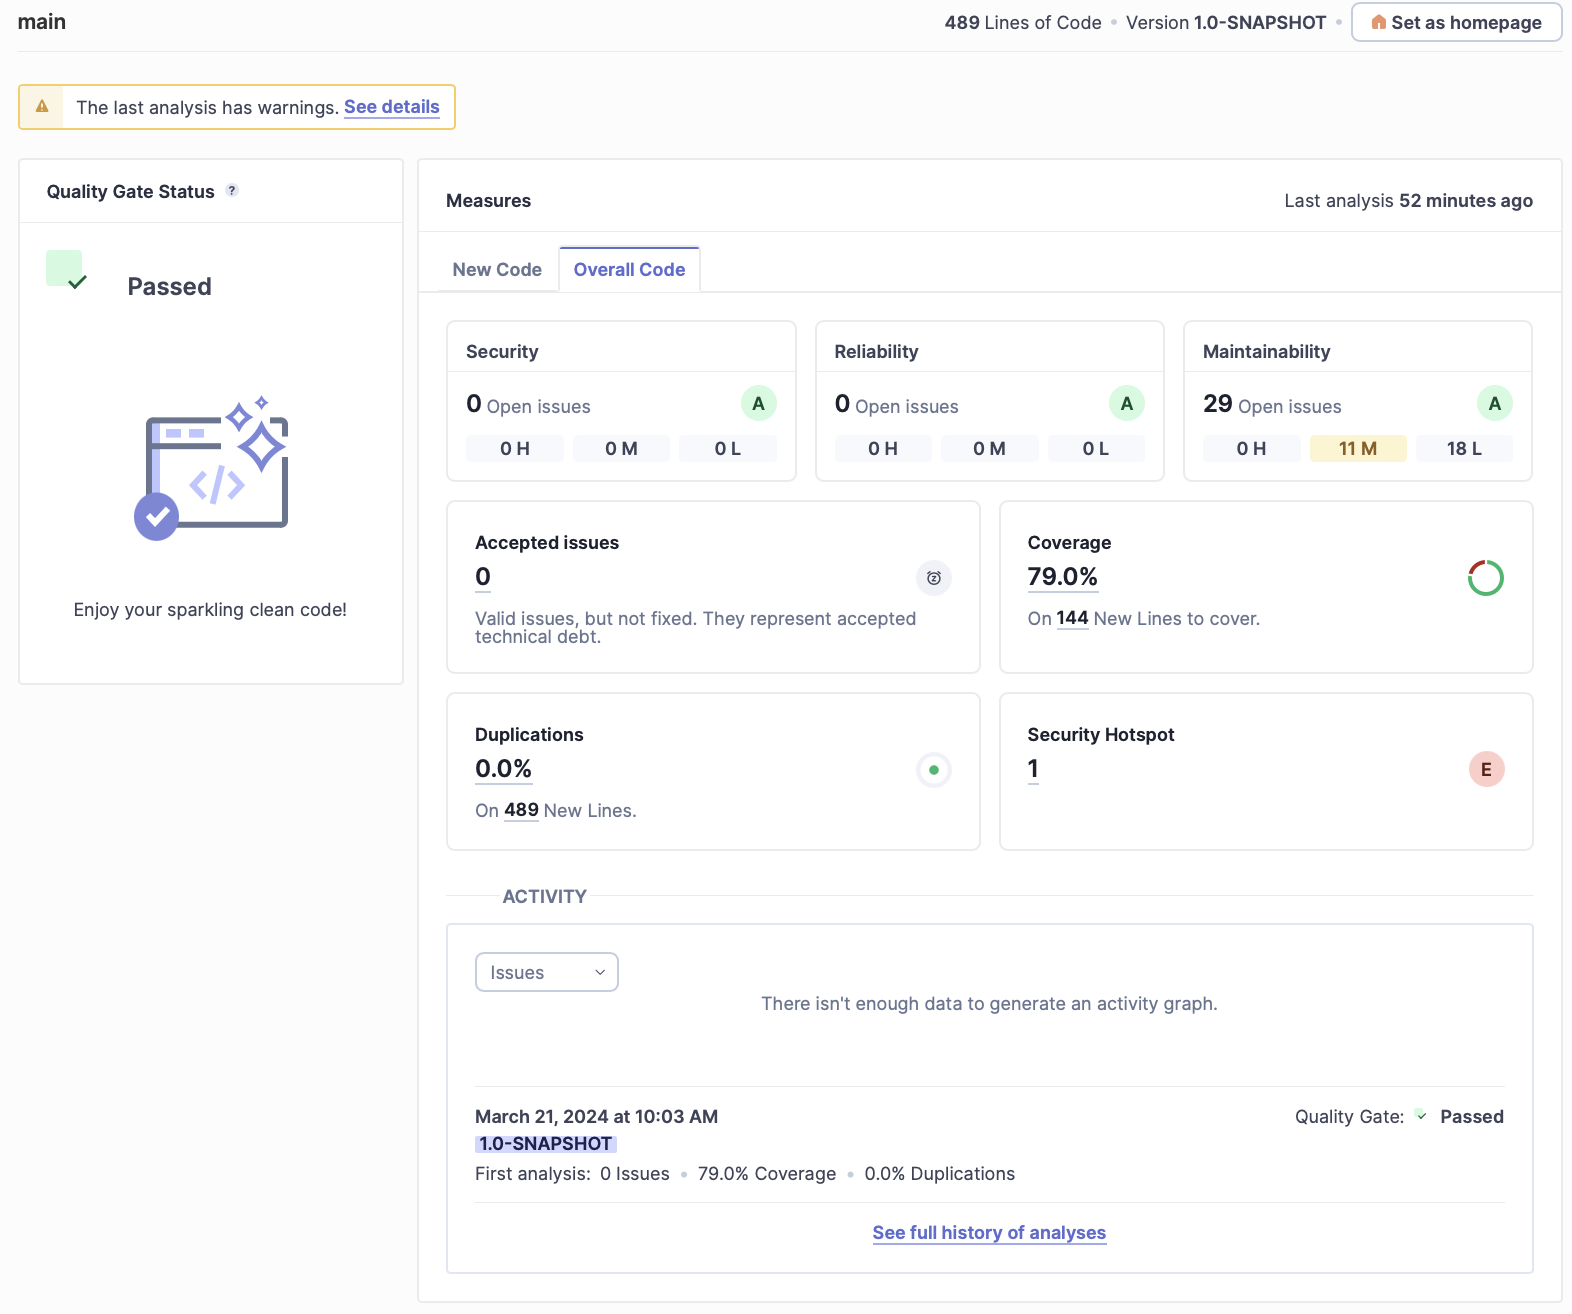 main
489 Lines of Code • Version 1.0-SNAPSHOT • Set as homepage
The last analysis has warnings. See details
Quality Gate Status ?
Passed
</>
Enjoy your sparkling clean code!
Measures
Last analysis 52 minutes ago
New Code
Overall Code
Security
0 Open issues
A
0 H
0 M
0 L
Reliability
0 Open issues
A
0 H
0 M
0 L
Maintainability
29 Open issues
A
0 H
11 M
18 L
Accepted issues
0
Valid issues, but not fixed. They represent accepted
technical debt.
Coverage
79.0%
On 144 New Lines to cover.
Duplications
0.0%
On 489 New Lines.
Security Hotspot
1
E
ACTIVITY
Issues
There isn't enough data to generate an activity graph.
March 21, 2024 at 10:03 AM
Quality Gate: Passed
1.0-SNAPSHOT
First analysis: 0 Issues • 79.0% Coverage • 0.0% Duplications
See full history of analyses